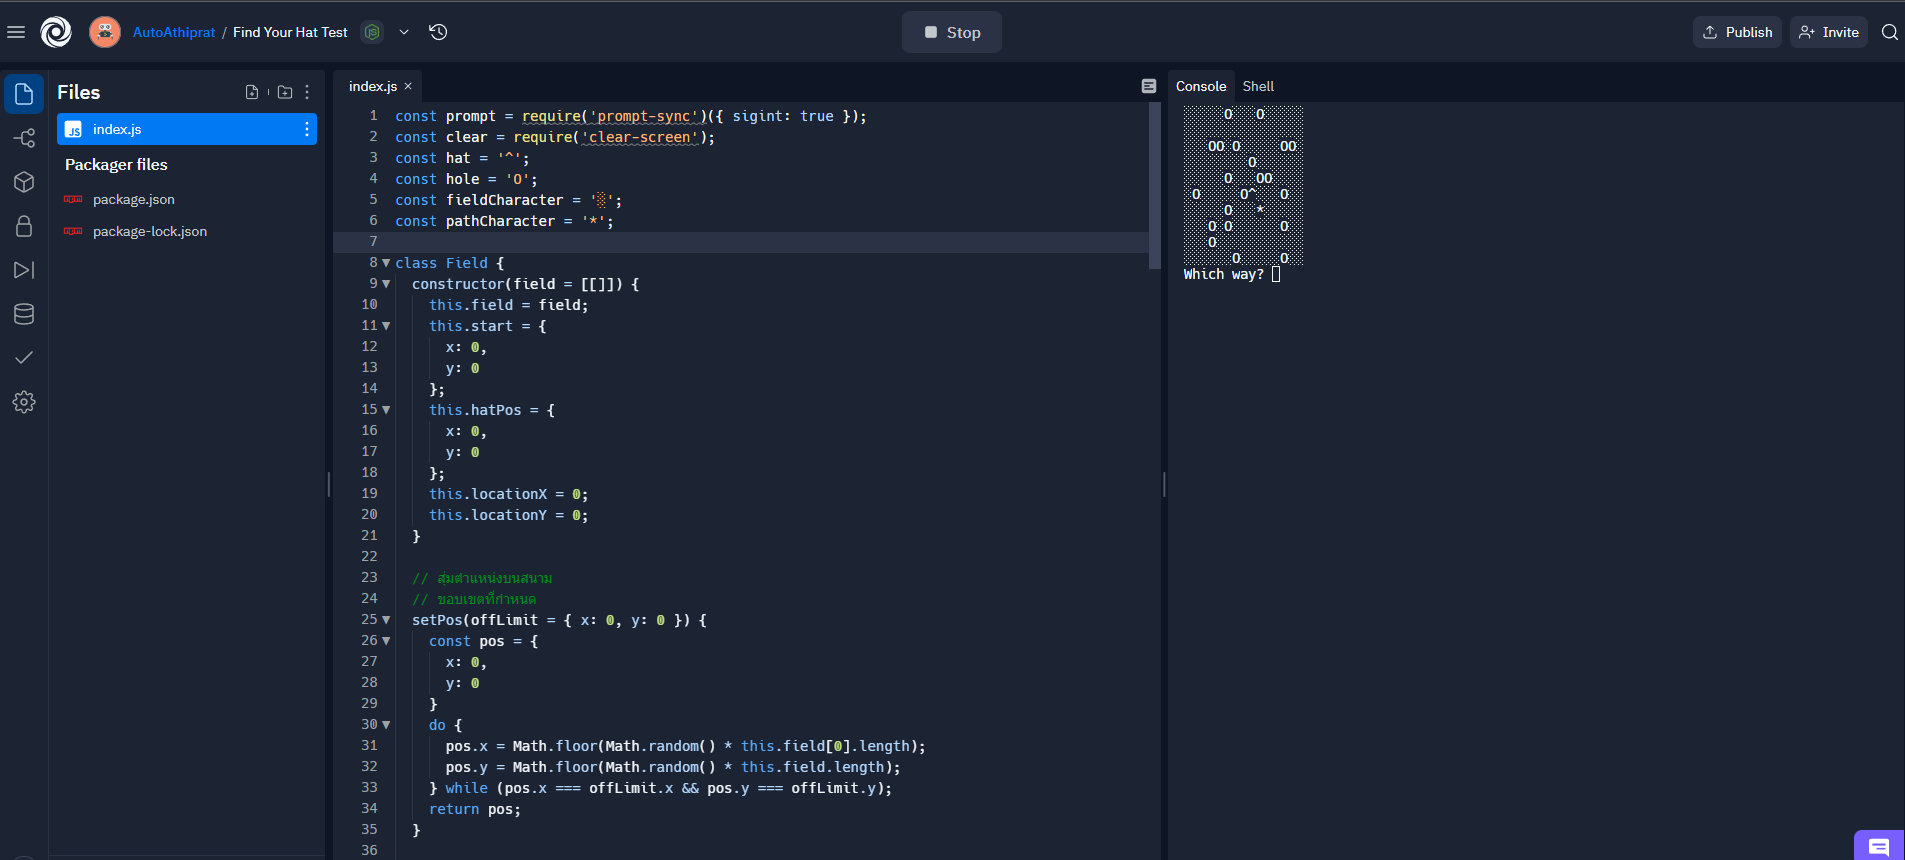 AutoAthiprat / Find Your Hat Test
Stop
Publish
Invite
Files
index.js
Packager files
package.json
package-lock.json
index.js ×
1 const prompt = require('prompt-sync')({ sigint: true });
2 const clear = require('clear-screen');
3 const hat = '^';
4 const hole = 'O';
5 const fieldCharacter = '░';
6 const pathCharacter = '*';
7
8 class Field {
9 constructor(field = [[]]) {
10 this.field = field;
11 this.start = {
12 x: 0,
13 y: 0
14 };
15 this.hatPos = {
16 x: 0,
17 y: 0
18 };
19 this.locationX = 0;
20 this.locationY = 0;
21 }
22
23 // สุ่มตำแหน่งบนสนาม
24 // ขอบเขตที่กำหนด
25 setPos(offLimit = { x: 0, y: 0 }) {
26 const pos = {
27 x: 0,
28 y: 0
29 }
30 do {
31 pos.x = Math.floor(Math.random() * this.field[0].length);
32 pos.y = Math.floor(Math.random() * this.field.length);
33 } while (pos.x === offLimit.x && pos.y === offLimit.y);
34 return pos;
35 }
36
Console Shell
░░░░░O░░░O░░░░░
░░░░░░░░░░░░░░░
░░░OO░O░░░░░OO░
░░░░░░░░O░░░░░░
░░░░░O░░░OO░░░░
░O░░░░░O^░░░O░░
░░░░░O░░░*░░░░░
░░░O░O░░░░░░O░░
░░░O░░░░░░░░░░░
░░░░░░O░░░░░O░░
Which way?